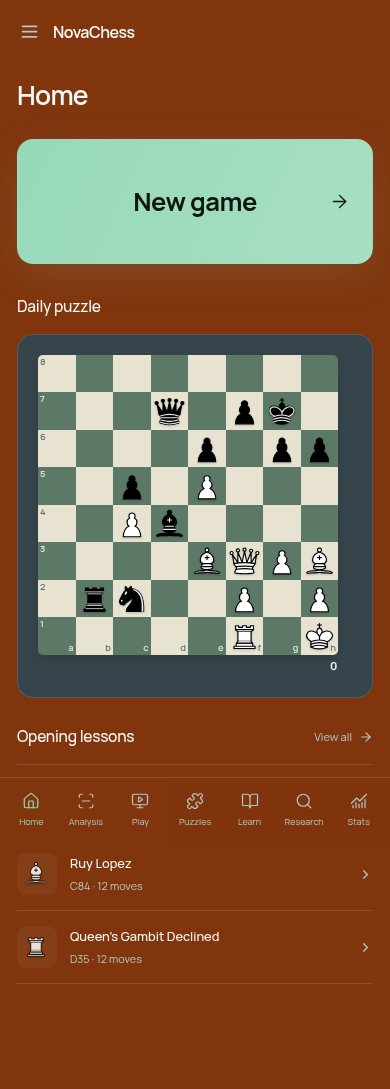 NovaChess
Home
New game
Daily puzzle
8
7
6
5
4
3
2
1
a b c d e f g h
0
Opening lessons
View all
Home Analysis Play Puzzles Learn Research Stats
Ruy Lopez
C84 · 12 moves
Queen's Gambit Declined
D35 · 12 moves